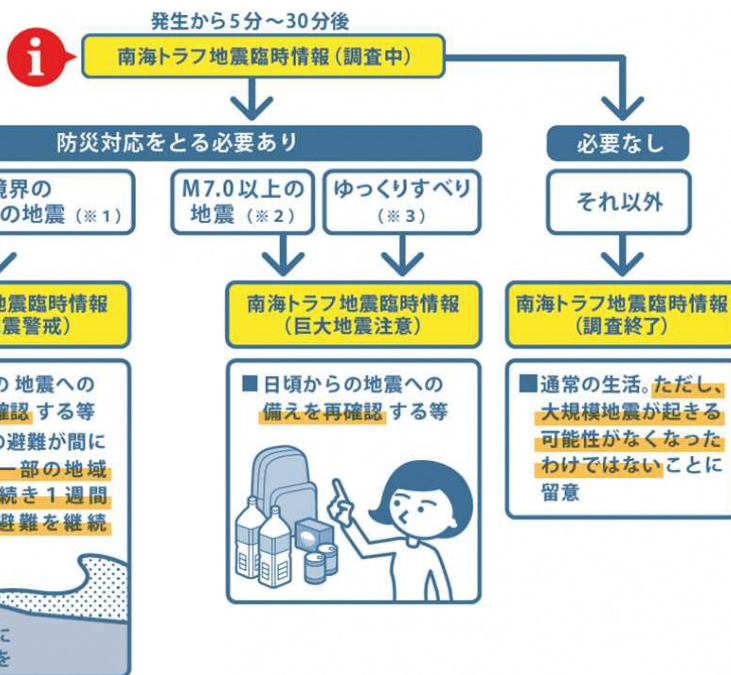 発生から5分～30分後
i
南海トラフ地震臨時情報（調査中）
防災対応をとる必要あり
必要なし
界の
の地震（※1）
M7.0以上の
地震（※2）
ゆっくりすべり
（※3）
それ以外
地震臨時情報
震警戒）
南海トラフ地震臨時情報
（巨大地震注意）
南海トラフ地震臨時情報
（調査終了）
の 地震への
確認 する等
の避難が間に
一部の地域
続き1週間
避難を継続
に
を
■日頃からの地震への
備えを再確認 する等
■通常の生活。ただし、
大規模地震が起きる
可能性がなくなった
わけではないことに
留意